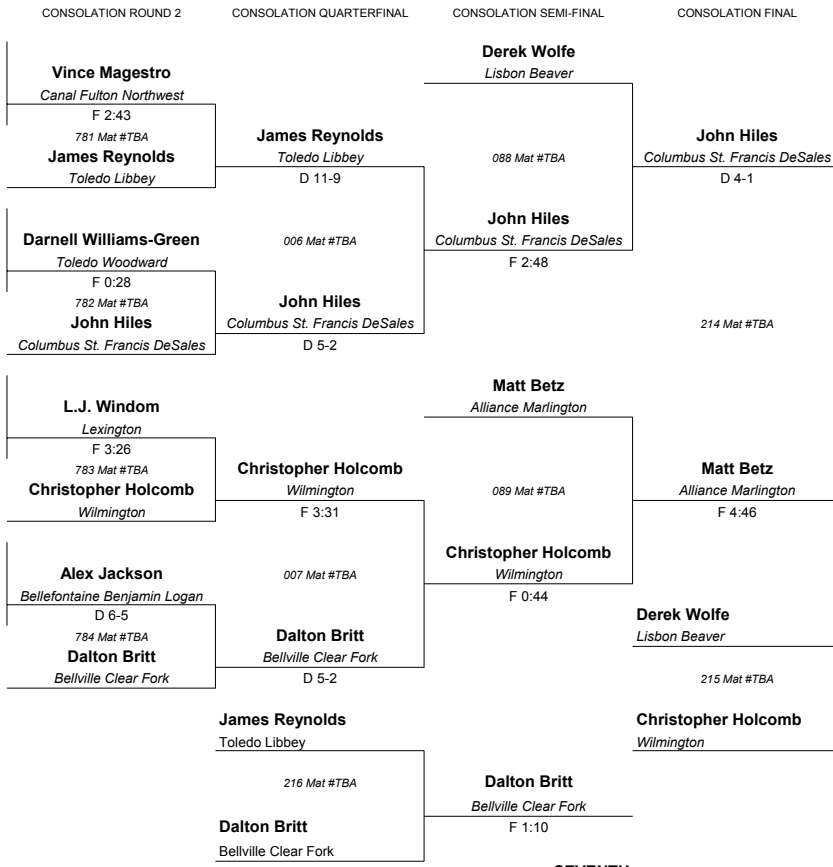 CONSOLATION ROUND 2
CONSOLATION QUARTERFINAL
CONSOLATION SEMI-FINAL
CONSOLATION FINAL
Vince Magestro
Canal Fulton Northwest
F 2:43
781 Mat #TBA
James Reynolds
Toledo Libbey
Darnell Williams-Green
Toledo Woodward
F 0:28
782 Mat #TBA
John Hiles
Columbus St. Francis DeSales
L.J. Windom
Lexington
F 3:26
783 Mat #TBA
Christopher Holcomb
Wilmington
Alex Jackson
Bellefontaine Benjamin Logan
D 6-5
784 Mat #TBA
Dalton Britt
Bellville Clear Fork
James Reynolds
Toledo Libbey
D 11-9
006 Mat #TBA
John Hiles
Columbus St. Francis DeSales
D 5-2
Christopher Holcomb
Wilmington
F 3:31
007 Mat #TBA
Dalton Britt
Bellville Clear Fork
D 5-2
James Reynolds
Toledo Libbey
216 Mat #TBA
Dalton Britt
Bellville Clear Fork
Derek Wolfe
Lisbon Beaver
088 Mat #TBA
John Hiles
Columbus St. Francis DeSales
F 2:48
Matt Betz
Alliance Marlington
089 Mat #TBA
Christopher Holcomb
Wilmington
F 0:44
Dalton Britt
Bellville Clear Fork
F 1:10
SEVENTH
John Hiles
Columbus St. Francis DeSales
D 4-1
214 Mat #TBA
Matt Betz
Alliance Marlington
F 4:46
Derek Wolfe
Lisbon Beaver
215 Mat #TBA
Christopher Holcomb
Wilmington